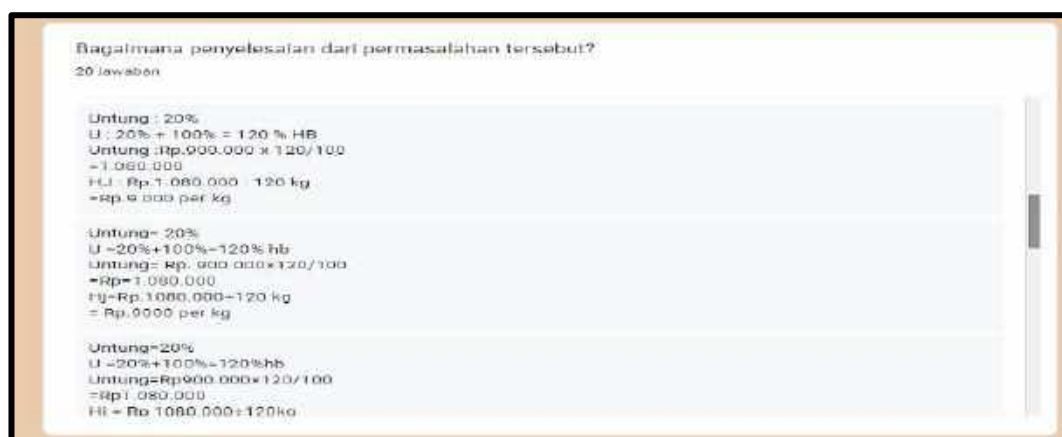 Bagaimana penyelesaian dari permasalahan tersebut?
20 jawaban
Untung : 20%
U : 20% + 100% = 120 % HB
Untung :Rp.900.000 x 120/100
=1.080.000
HJ : Rp.1.080.000 : 120 kg
=Rp.9.000 per kg
Untung= 20%
U =20%+100%=120% hb
Untung= Rp. 900.000×120/100
=Rp=1.080.000
Hj=Rp.1080.000÷120 kg
= Rp.9000 per kg
Untung=20%
U =20%+100%=120%hb
Untung=Rp900.000×120/100
=Rp1.080.000
Hj = Rp.1080.000÷120kg